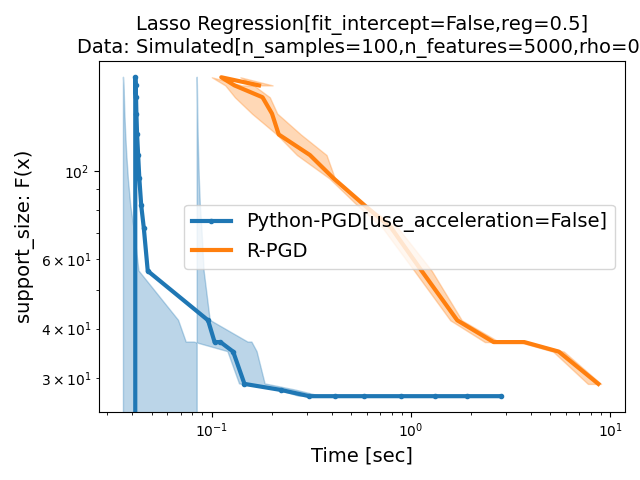 Lasso Regression[fit_intercept=False,reg=0.5]
Data: Simulated[n_samples=100,n_features=5000,rho=0
support_size: F(x)
10²
6 × 10¹
4 × 10¹
3 × 10¹
Python-PGD[use_acceleration=False]
R-PGD
10⁻¹ 10⁰ 10¹
Time [sec]